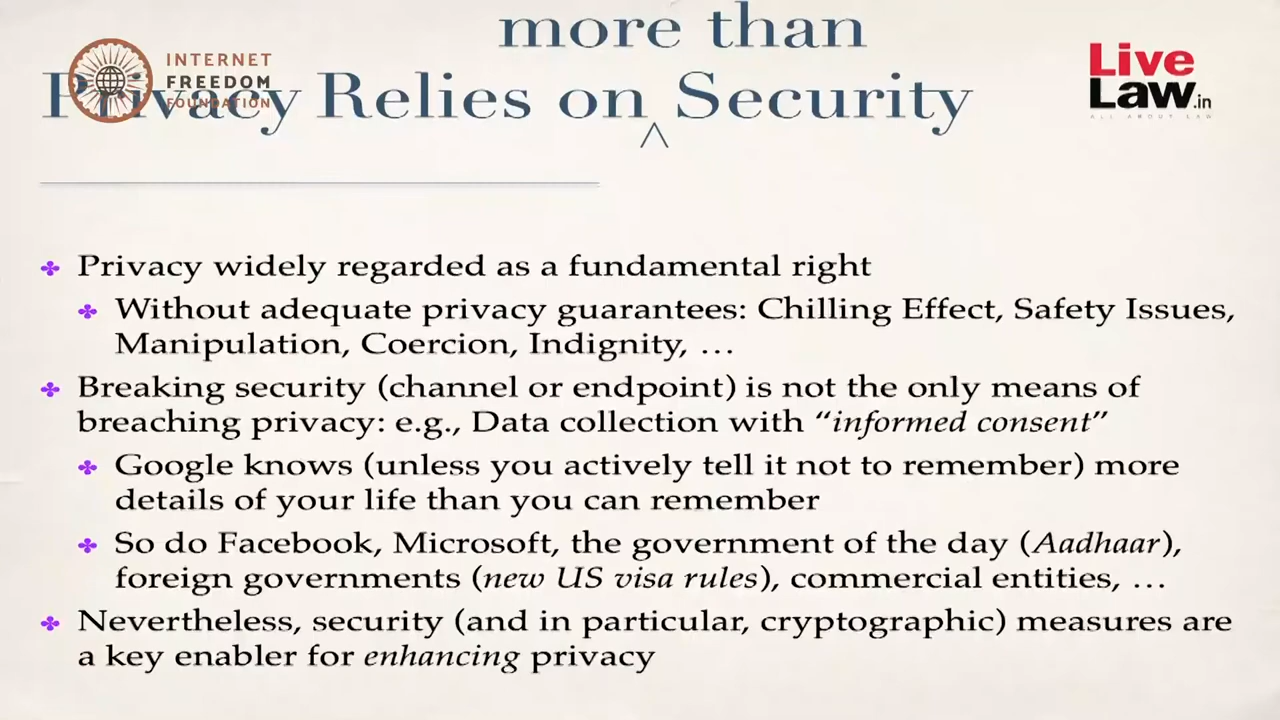 more than
Privacy Relies on ^ Security
INTERNET
FREEDOM
FOUNDATION
Live
Law.in
ALL ABOUT LAW
Privacy widely regarded as a fundamental right
Without adequate privacy guarantees: Chilling Effect, Safety Issues,
Manipulation, Coercion, Indignity, …
Breaking security (channel or endpoint) is not the only means of
breaching privacy: e.g., Data collection with “informed consent”
Google knows (unless you actively tell it not to remember) more
details of your life than you can remember
So do Facebook, Microsoft, the government of the day (Aadhaar),
foreign governments (new US visa rules), commercial entities, …
Nevertheless, security (and in particular, cryptographic) measures are
a key enabler for enhancing privacy